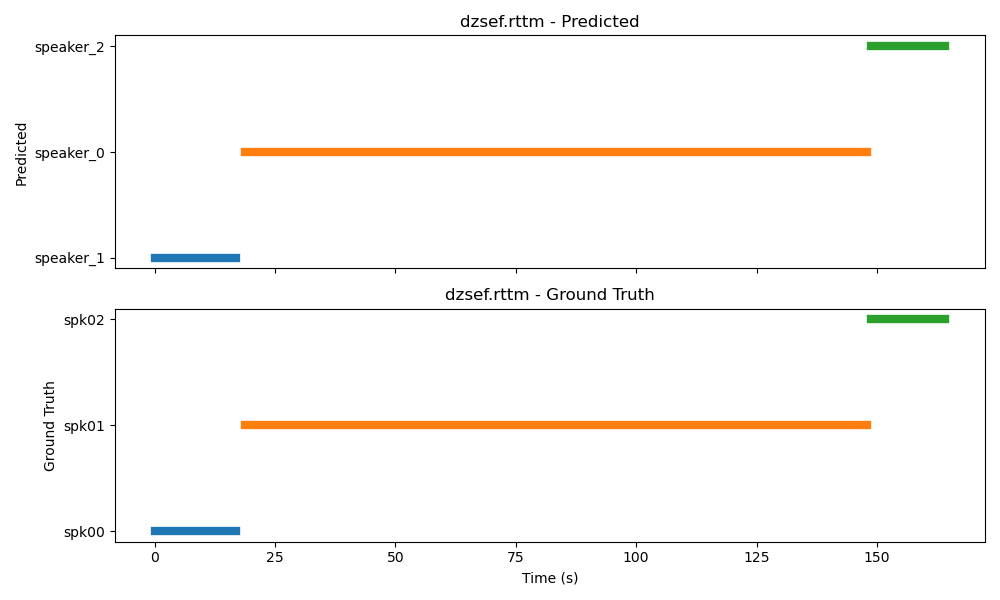 dzsef.rttm - Predicted
speaker_2
speaker_0
speaker_1
Predicted
dzsef.rttm - Ground Truth
spk02
spk01
spk00
Ground Truth
0 25 50 75 100 125 150
Time (s)